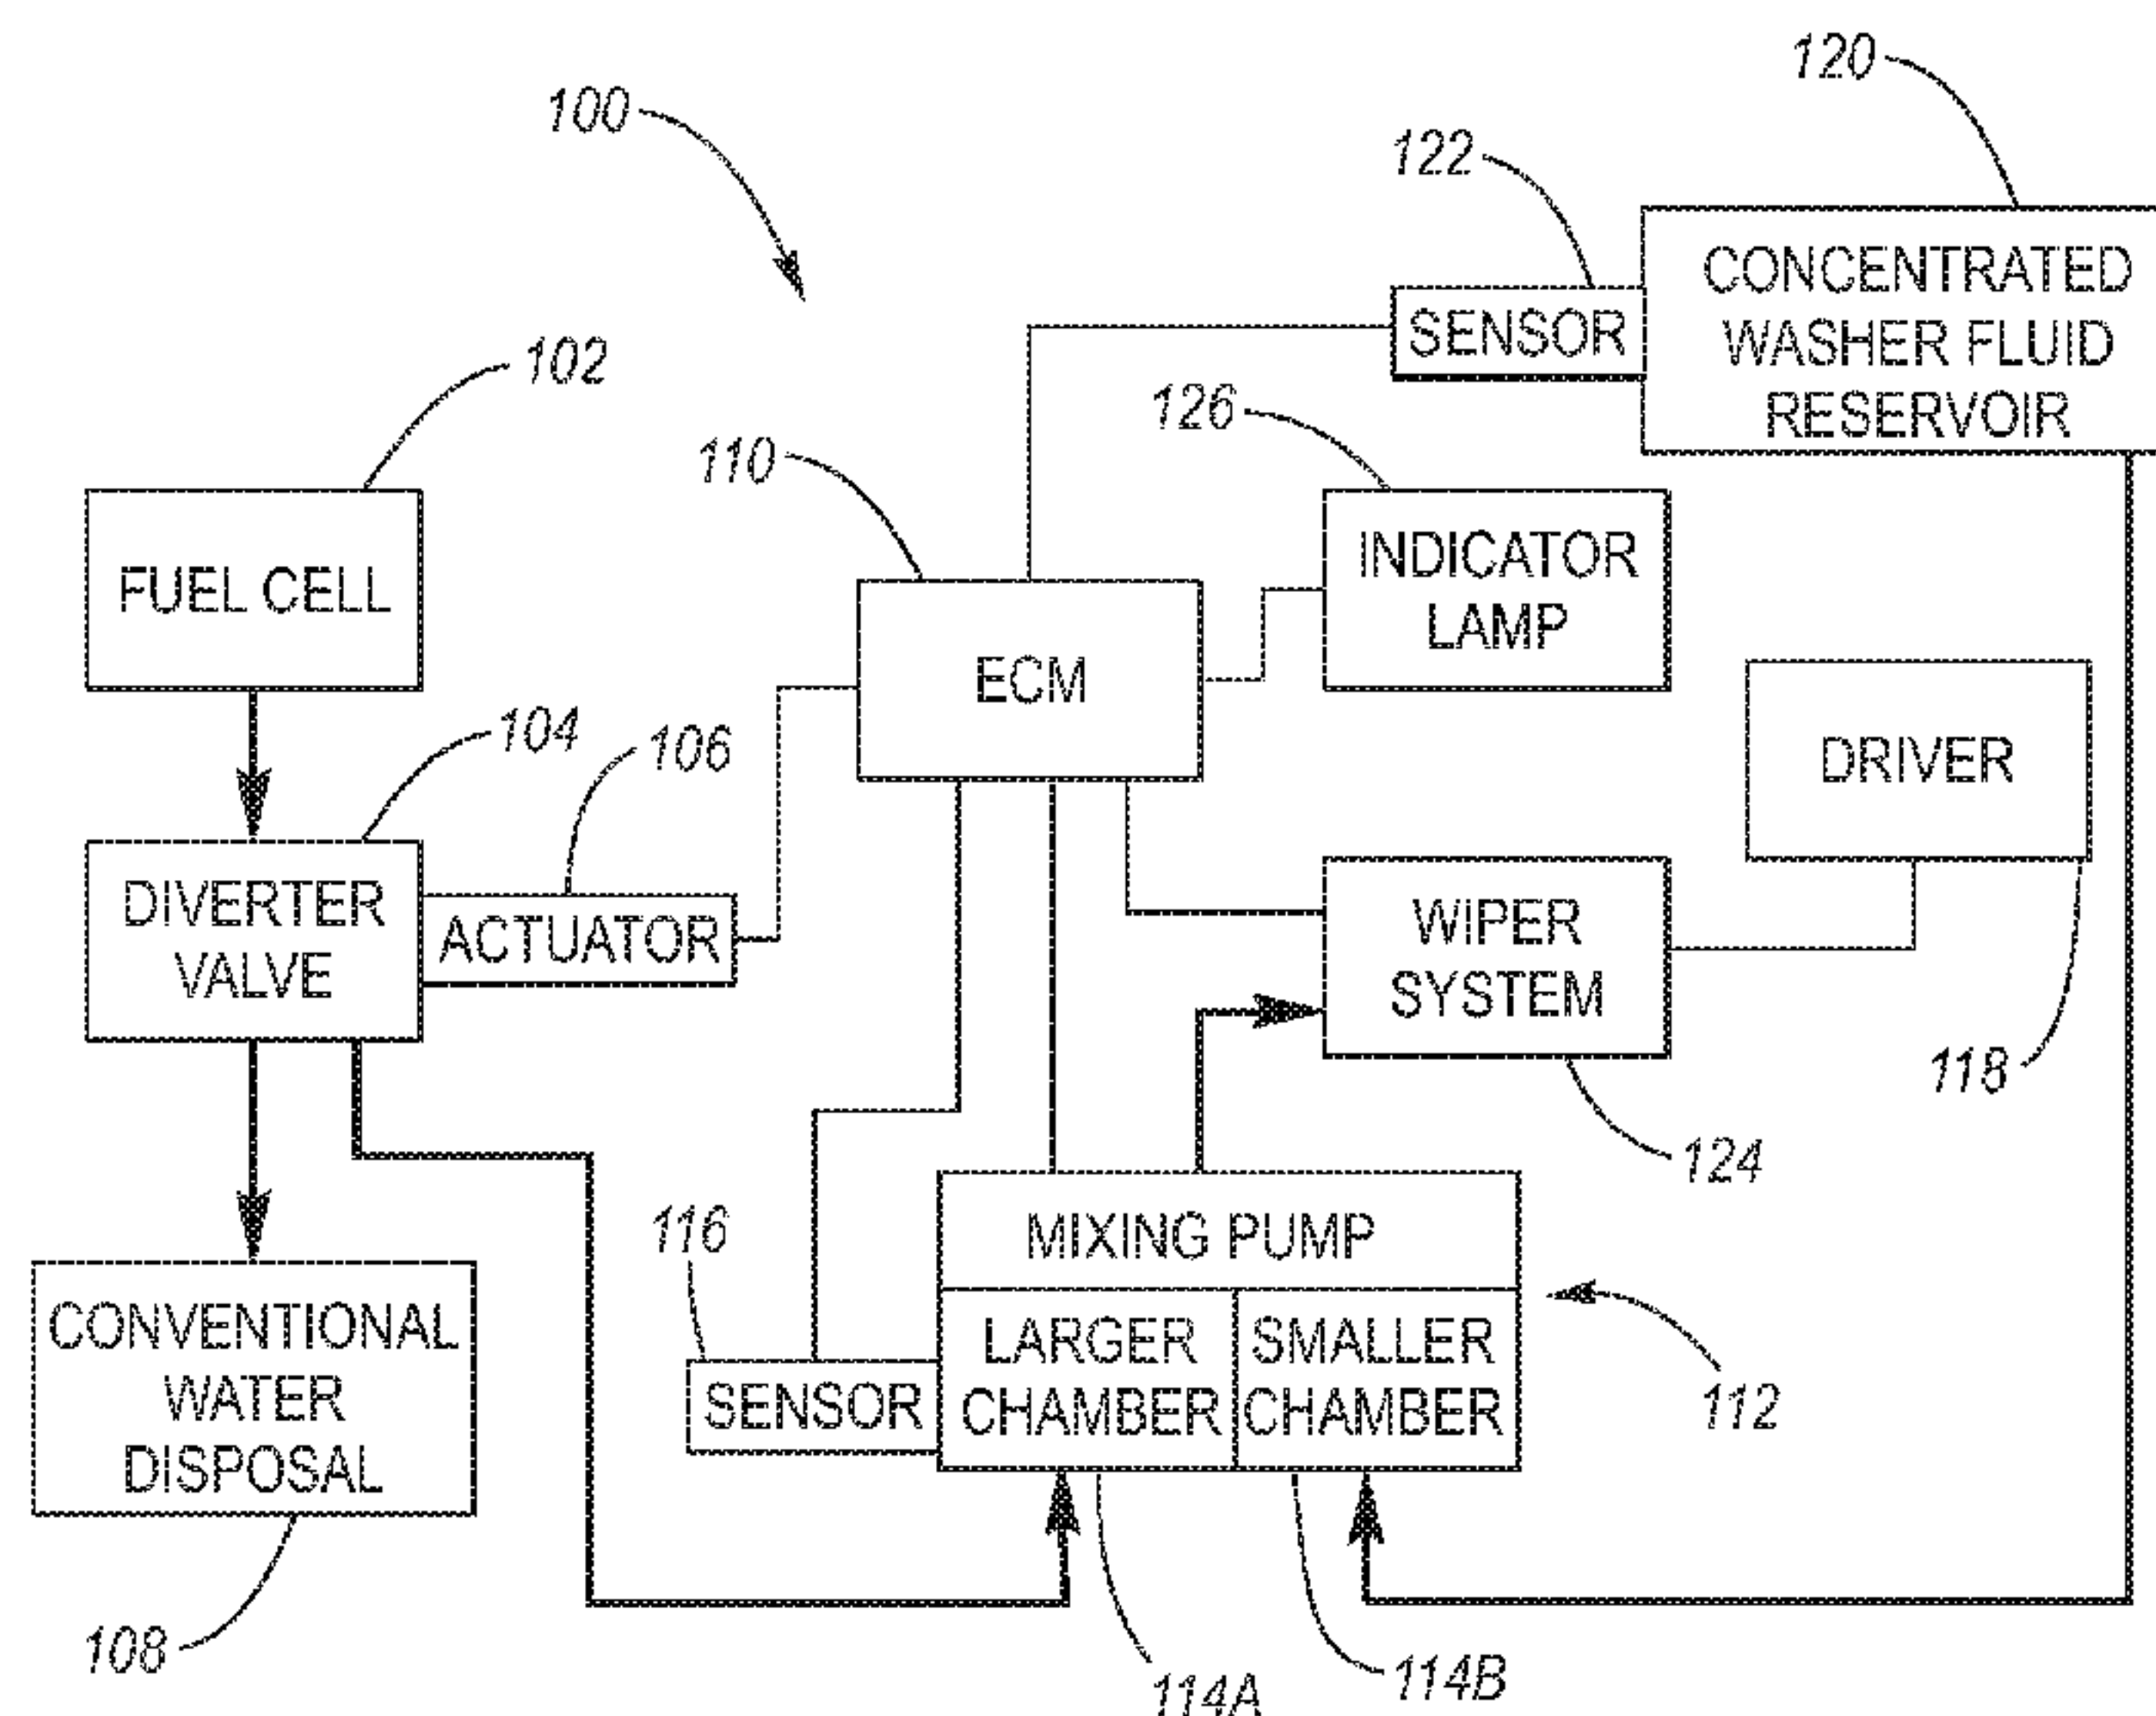 120
100
122
CONCENTRATED
WASHER FLUID
RESERVOIR
SENSOR
102
126
110
FUEL CELL
INDICATOR
LAMP
ECM
104
106
DRIVER
DIVERTER
VALVE
ACTUATOR
WIPER
SYSTEM
118
124
116
MIXING PUMP
CONVENTIONAL
WATER
DISPOSAL
SENSOR
LARGER
CHAMBER
SMALLER
CHAMBER
112
108
114A
114B